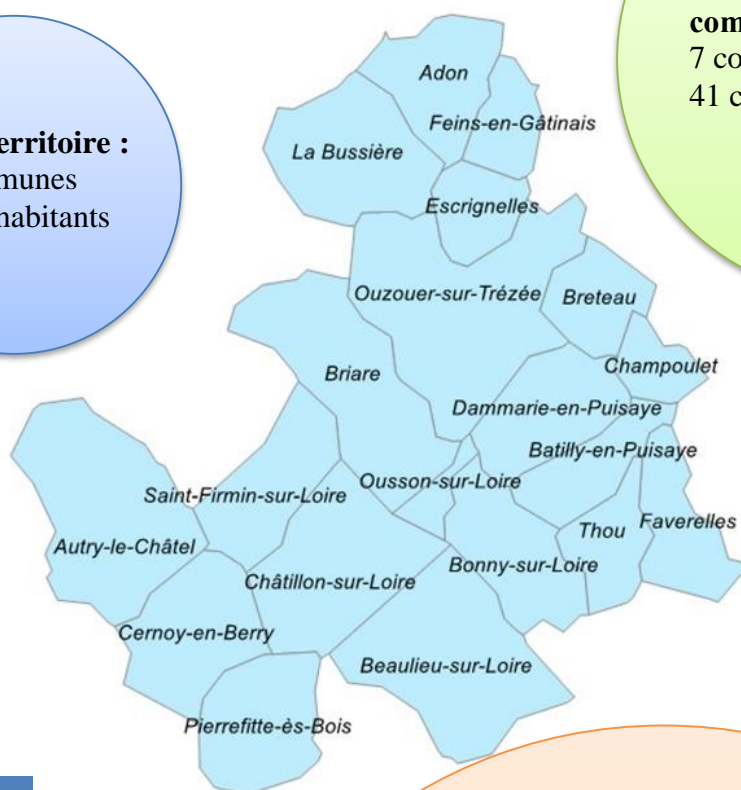 com
7 co
41 c
Adon
Feins-en-Gâtinais
erritoire :
La Bussière
munes
habitants
Escrignelles
Ouzouer-sur-Trézée
Breteau
Briare
Champoulet
Dammarie-en-Puisaye
Batilly-en-Puisaye
Ousson-sur-Loire
Saint-Firmin-sur-Loire
Faverelles
Thou
Autry-le-Châtel
Bonny-sur-Loire
Châtillon-sur-Loire
Cernoy-en-Berry
Beaulieu-sur-Loire
Pierrefitte-ès-Bois